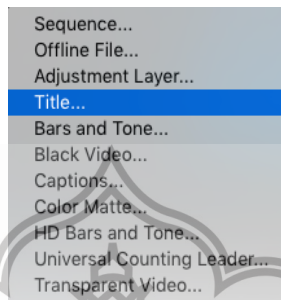 Sequence...
Offline File...
Adjustment Layer...
Title...
Bars and Tone...
Black Video...
Captions...
Color Matte...
HD Bars and Tone...
Universal Counting Leader...
Transparent Video...